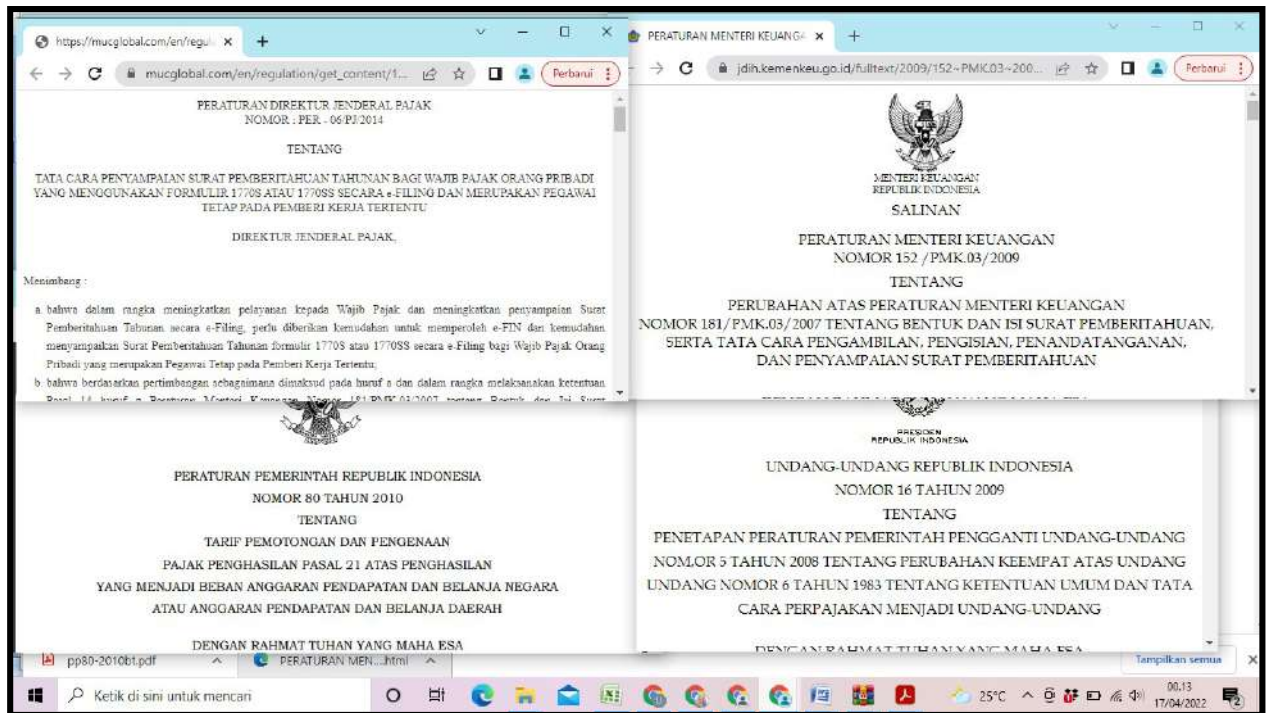 https://mucglobal.com/en/regul
mucglobal.com/en/regulation/get_content/1...
Perbarui
PERATURAN DIREKTUR JENDERAL PAJAK
NOMOR : PER - 06/PJ/2014
TENTANG
TATA CARA PENYAMPAIAN SURAT PEMBERITAHUAN TAHUNAN BAGI WAJIB PAJAK ORANG PRIBADI
YANG MENGGUNAKAN FORMULIR 1770S ATAU 1770SS SECARA e-FILING DAN MERUPAKAN PEGAWAI
TETAP PADA PEMBERI KERJA TERTENTU
DIREKTUR JENDERAL PAJAK,
Menimbang :
a. bahwa dalam rangka meningkatkan pelayanan kepada Wajib Pajak dan meningkatkan penyampaian Surat
Pemberitahuan Tahunan secara e-Filing, perlu diberikan kemudahan untuk memperoleh e-FIN dan kemudahan
menyampaikan Surat Pemberitahuan Tahunan formulir 1770S atau 1770SS secara e-Filing bagi Wajib Pajak Orang
Pribadi yang merupakan Pegawai Tetap pada Pemberi Kerja Tertentu;
b. bahwa berdasarkan pertimbangan sebagaimana dimaksud pada huruf a dan dalam rangka melaksanakan ketentuan
PERATURAN MENTERI KEUANGA
jdih.kemenkeu.go.id/fulltext/2009/152~PMK.03~200...
Perbarui
MENTERI KEUANGAN
REPUBLIK INDONESIA
SALINAN
PERATURAN MENTERI KEUANGAN
NOMOR 152 /PMK.03/2009
TENTANG
PERUBAHAN ATAS PERATURAN MENTERI KEUANGAN
NOMOR 181/PMK.03/2007 TENTANG BENTUK DAN ISI SURAT PEMBERITAHUAN,
SERTA TATA CARA PENGAMBILAN, PENGISIAN, PENANDATANGANAN,
DAN PENYAMPAIAN SURAT PEMBERITAHUAN
PERATURAN PEMERINTAH REPUBLIK INDONESIA
NOMOR 80 TAHUN 2010
TENTANG
TARIF PEMOTONGAN DAN PENGENAAN
PAJAK PENGHASILAN PASAL 21 ATAS PENGHASILAN
YANG MENJADI BEBAN ANGGARAN PENDAPATAN DAN BELANJA NEGARA
ATAU ANGGARAN PENDAPATAN DAN BELANJA DAERAH
DENGAN RAHMAT TUHAN YANG MAHA ESA
PRESIDEN
REPUBLIK INDONESIA
UNDANG-UNDANG REPUBLIK INDONESIA
NOMOR 16 TAHUN 2009
TENTANG
PENETAPAN PERATURAN PEMERINTAH PENGGANTI UNDANG-UNDANG
NOM.OR 5 TAHUN 2008 TENTANG PERUBAHAN KEEMPAT ATAS UNDANG
UNDANG NOMOR 6 TAHUN 1983 TENTANG KETENTUAN UMUM DAN TATA
CARA PERPAJAKAN MENJADI UNDANG-UNDANG
DENGAN RAHMAT TUHAN YANG MAHA ESA
pp80-2010bt.pdf
PERATURAN MEN....html
Tampilkan semua
Ketik di sini untuk mencari
25°C
00.13
17/04/2022
2